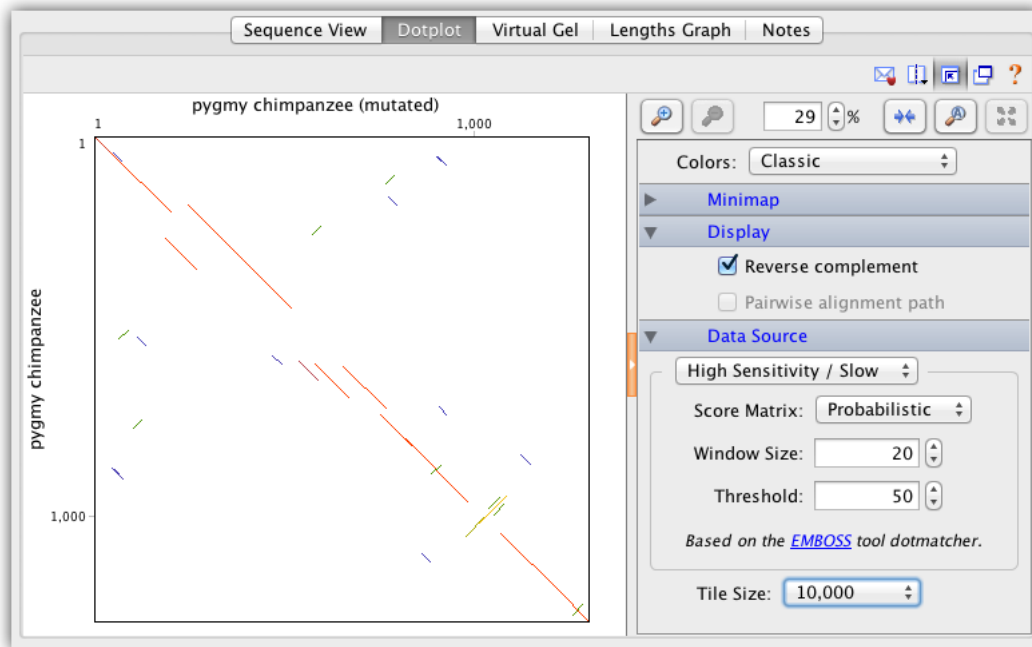 Sequence View Dotplot Virtual Gel Lengths Graph Notes
?
pygmy chimpanzee (mutated)
1 1,000
1
pygmy chimpanzee
1,000
29 %
Colors: Classic
Minimap
Display
Reverse complement
Pairwise alignment path
Data Source
High Sensitivity / Slow
Score Matrix: Probabilistic
Window Size: 20
Threshold: 50
Based on the EMBOSS tool dotmatcher.
Tile Size: 10,000